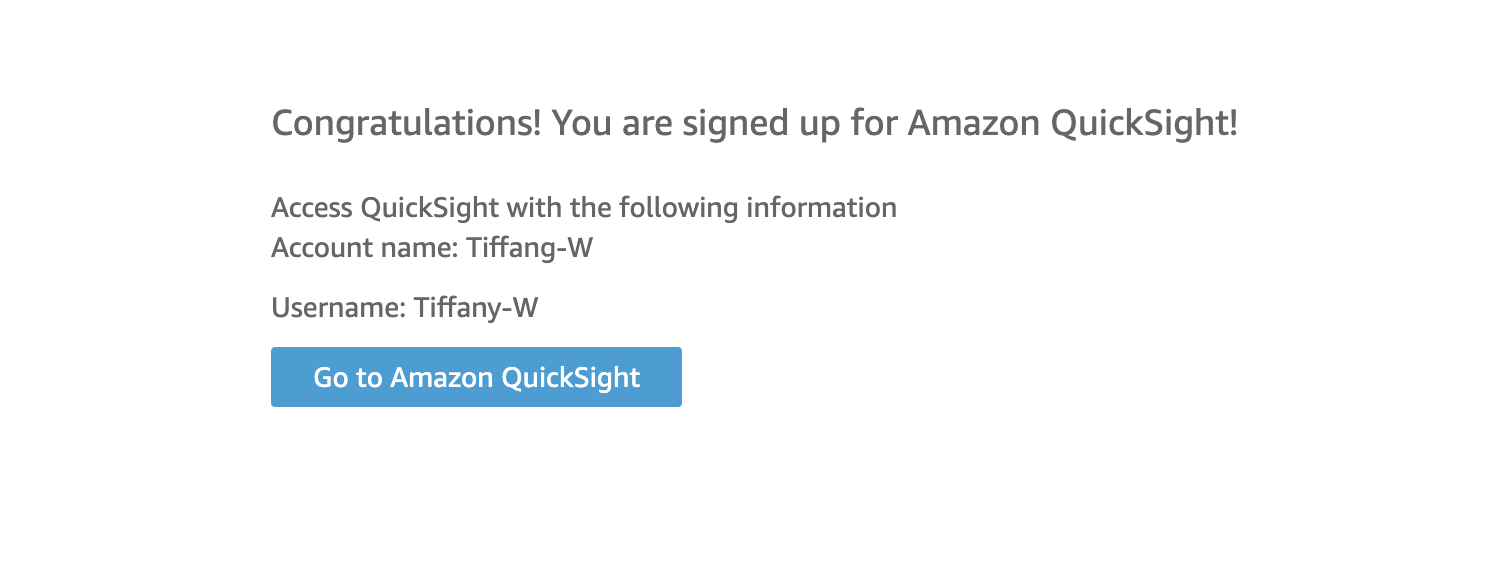 Congratulations! You are signed up for Amazon QuickSight!
Access QuickSight with the following information
Account name: Tiffang-W
Username: Tiffany-W
Go to Amazon QuickSight